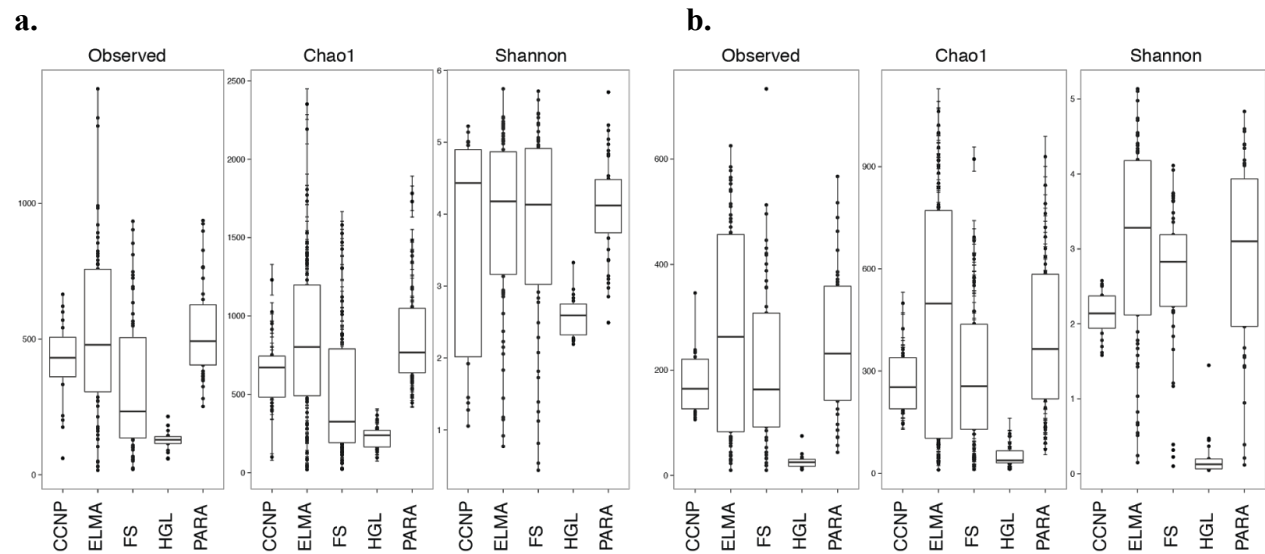 a.
Observed
Chao1
Shannon
1000
500
0
2500
2000
1500
1000
500
0
6
5
4
3
2
1
CCNP
ELMA
FS
HGL
PARA
CCNP
ELMA
FS
HGL
PARA
CCNP
ELMA
FS
HGL
PARA
b.
Observed
Chao1
Shannon
600
400
200
0
900
600
300
0
5
4
3
2
1
0
CCNP
ELMA
FS
HGL
PARA
CCNP
ELMA
FS
HGL
PARA
CCNP
ELMA
FS
HGL
PARA